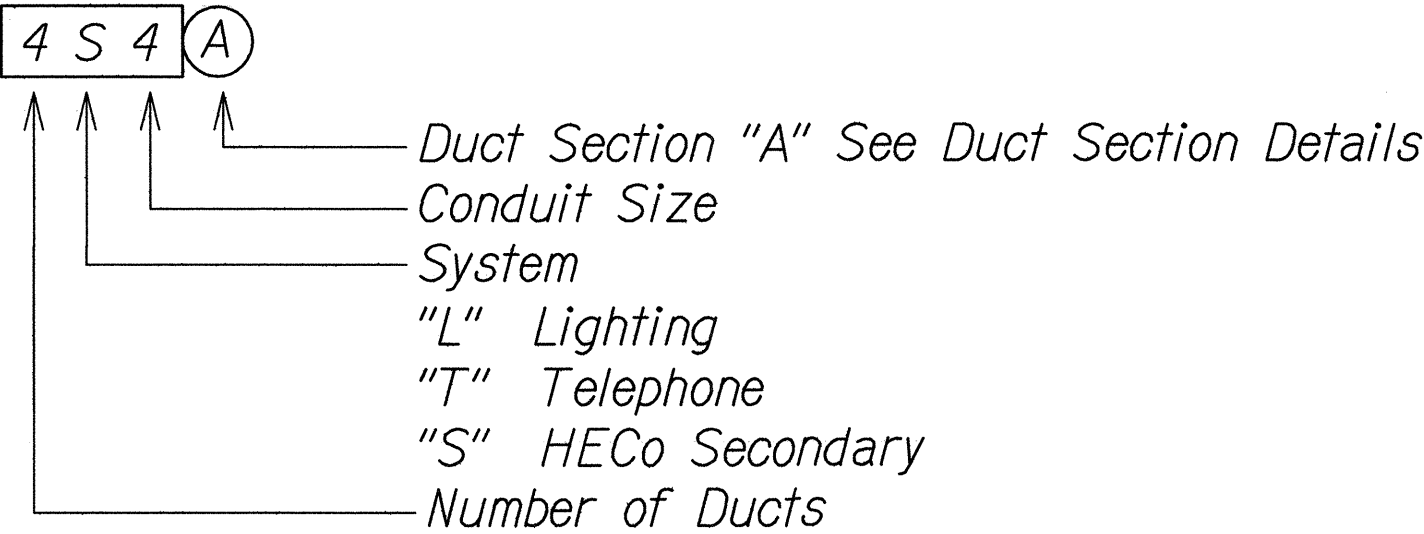 4 S 4 A
Duct Section "A" See Duct Section Details
Conduit Size
System
"L" Lighting
"T" Telephone
"S" HECo Secondary
Number of Ducts